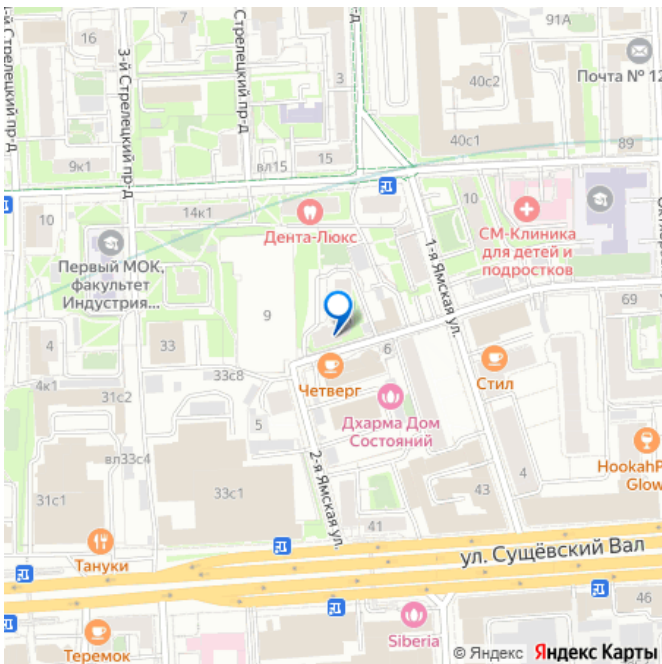 -й Стрелецкий пр-д
16
3-й Стрелецкий пр-д
7
Стрелецкий пр-д
3
91А
40с2
Почта № 12
40с1
89
9к1
вл15
15
10
14к1
Дента-Люкс
10
СМ-Клиника
для детей и
подростков
Первый МОК,
факультет
Индустрия...
1-я Ямская ул.
9
69
4
33
6
33с8
Четверг
Стил
4к1
31с2
Дхарма Дом
Состояний
5
вл33с4
2-я Ямская ул.
HookahP
Glow
4
31с1
33с1
43
41
Тануки
ул. Сущёвский Вал
46
Теремок
Siberia
© Яндекс Яндекс Карты